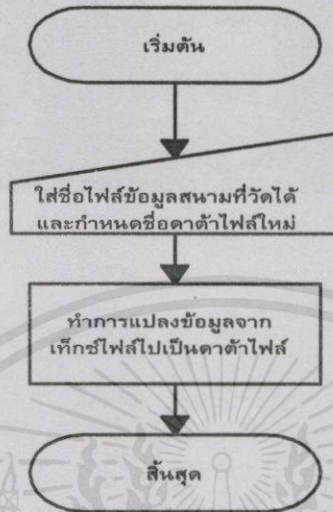 เริ่มต้น
ใส่ชื่อไฟล์ข้อมูลสนามที่วัดได้
และกำหนดชื่อดาต้าไฟล์ใหม่
ทำการแปลงข้อมูลจาก
เท็กซ์ไฟล์ไปเป็นดาต้าไฟล์
สิ้นสุด